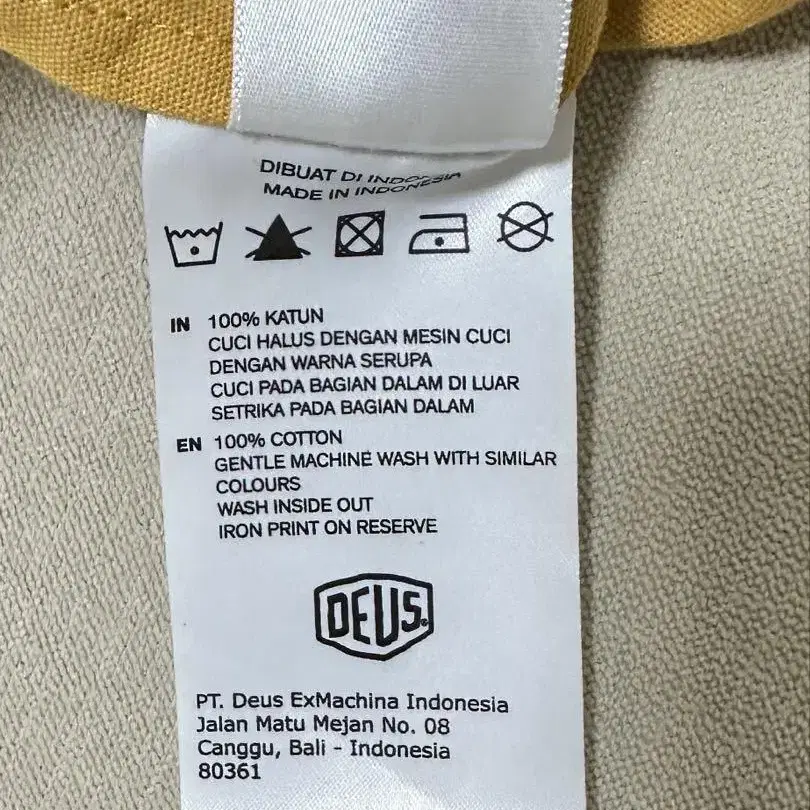 DIBUAT DI INDONESIA
MADE IN INDONESIA
IN 100% KATUN
CUCI HALUS DENGAN MESIN CUCI
DENGAN WARNA SERUPA
CUCI PADA BAGIAN DALAM DI LUAR
SETRIKA PADA BAGIAN DALAM
EN 100% COTTON
GENTLE MACHINE WASH WITH SIMILAR
COLOURS
WASH INSIDE OUT
IRON PRINT ON RESERVE
DEUS®
PT. Deus ExMachina Indonesia
Jalan Matu Mejan No. 08
Canggu, Bali - Indonesia
80361